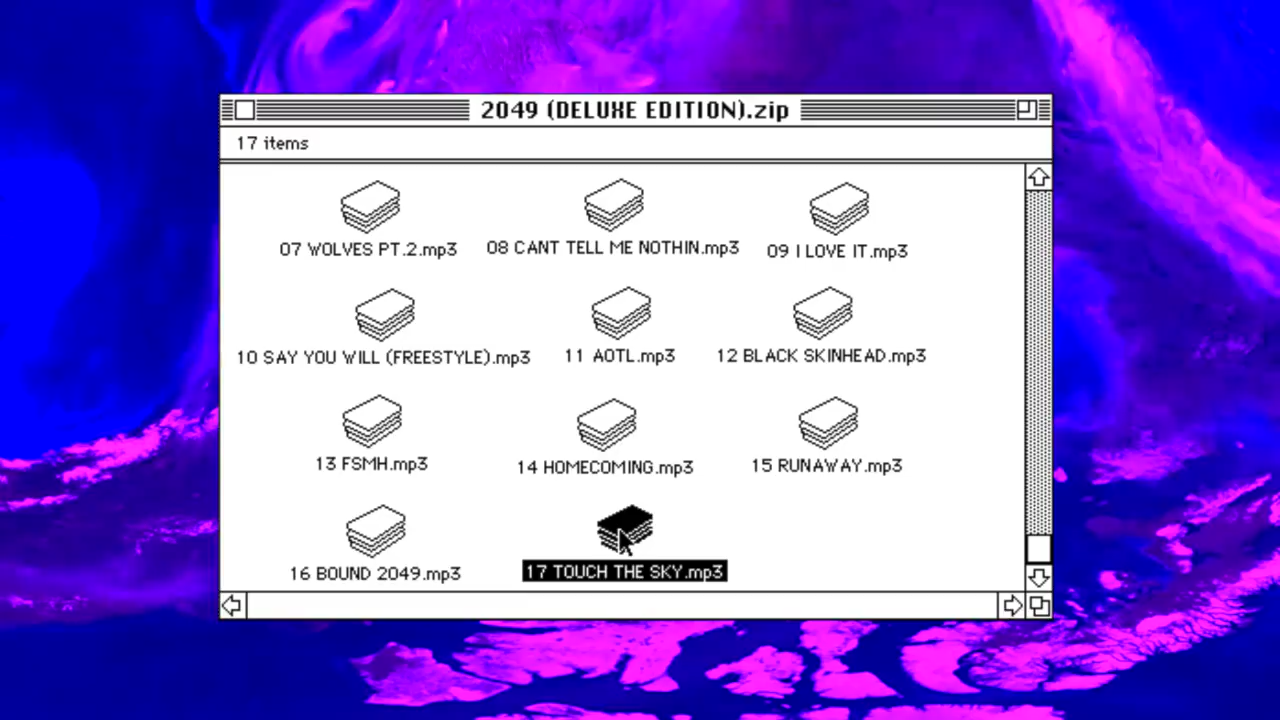 2049 (DELUXE EDITION).zip
17 items
07 WOLVES PT.2.mp3
08 CANT TELL ME NOTHIN.mp3
09 I LOVE IT.mp3
10 SAY YOU WILL (FREESTYLE).mp3
11 AOTL.mp3
12 BLACK SKINHEAD.mp3
13 FSMH.mp3
14 HOMECOMING.mp3
15 RUNAWAY.mp3
16 BOUND 2049.mp3
17 TOUCH THE SKY.mp3